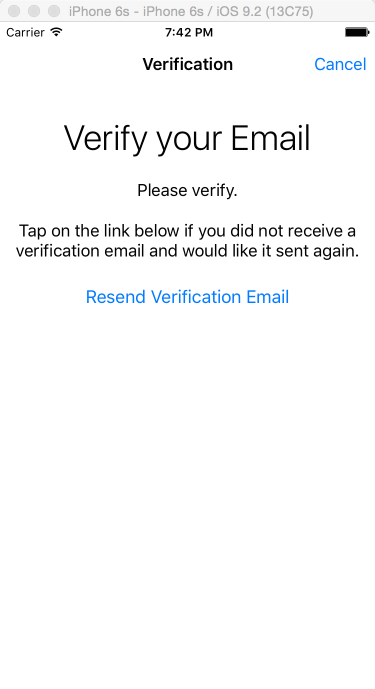 iPhone 6s - iPhone 6s / iOS 9.2 (13C75)
Carrier 7:42 PM
Verification Cancel
Verify your Email
Please verify.
Tap on the link below if you did not receive a
verification email and would like it sent again.
Resend Verification Email